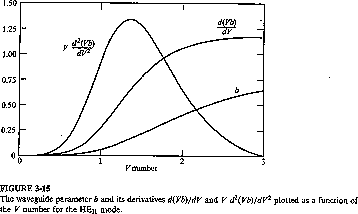 1.50
1.25
1.00
0.75
0.50
0.25
0
0
1
2
3
V d²(Vb)/dV²
d(Vb)/dV
b
V number
FIGURE 3-15
The waveguide parameter b and its derivatives d(Vb)/dV and V d²(Vb)/dV² plotted as a function of
the V number for the HE₁₁ mode.